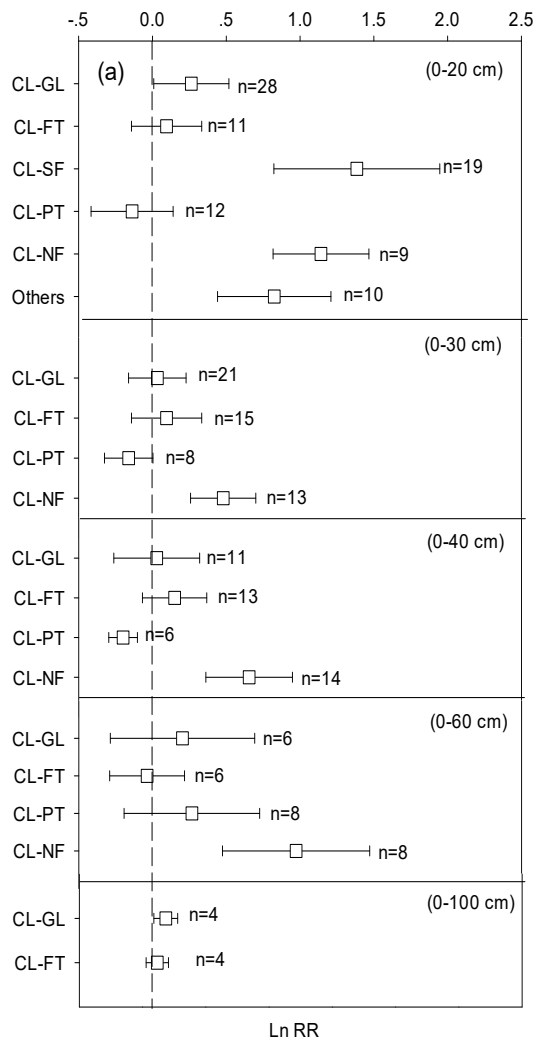 -.5 0.0 .5 1.0 1.5 2.0 2.5
(a) (0-20 cm)
CL-GL n=28
CL-FT n=11
CL-SF n=19
CL-PT n=12
CL-NF n=9
Others n=10
(0-30 cm)
CL-GL n=21
CL-FT n=15
CL-PT n=8
CL-NF n=13
(0-40 cm)
CL-GL n=11
CL-FT n=13
CL-PT n=6
CL-NF n=14
(0-60 cm)
CL-GL n=6
CL-FT n=6
CL-PT n=8
CL-NF n=8
(0-100 cm)
CL-GL n=4
CL-FT n=4
Ln RR